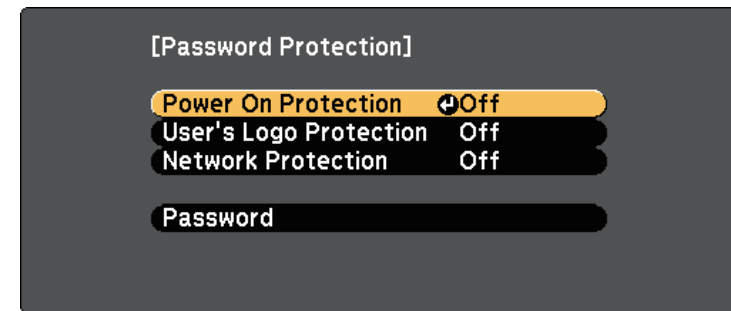 [Password Protection]
Power On Protection Off
User's Logo Protection Off
Network Protection Off
Password